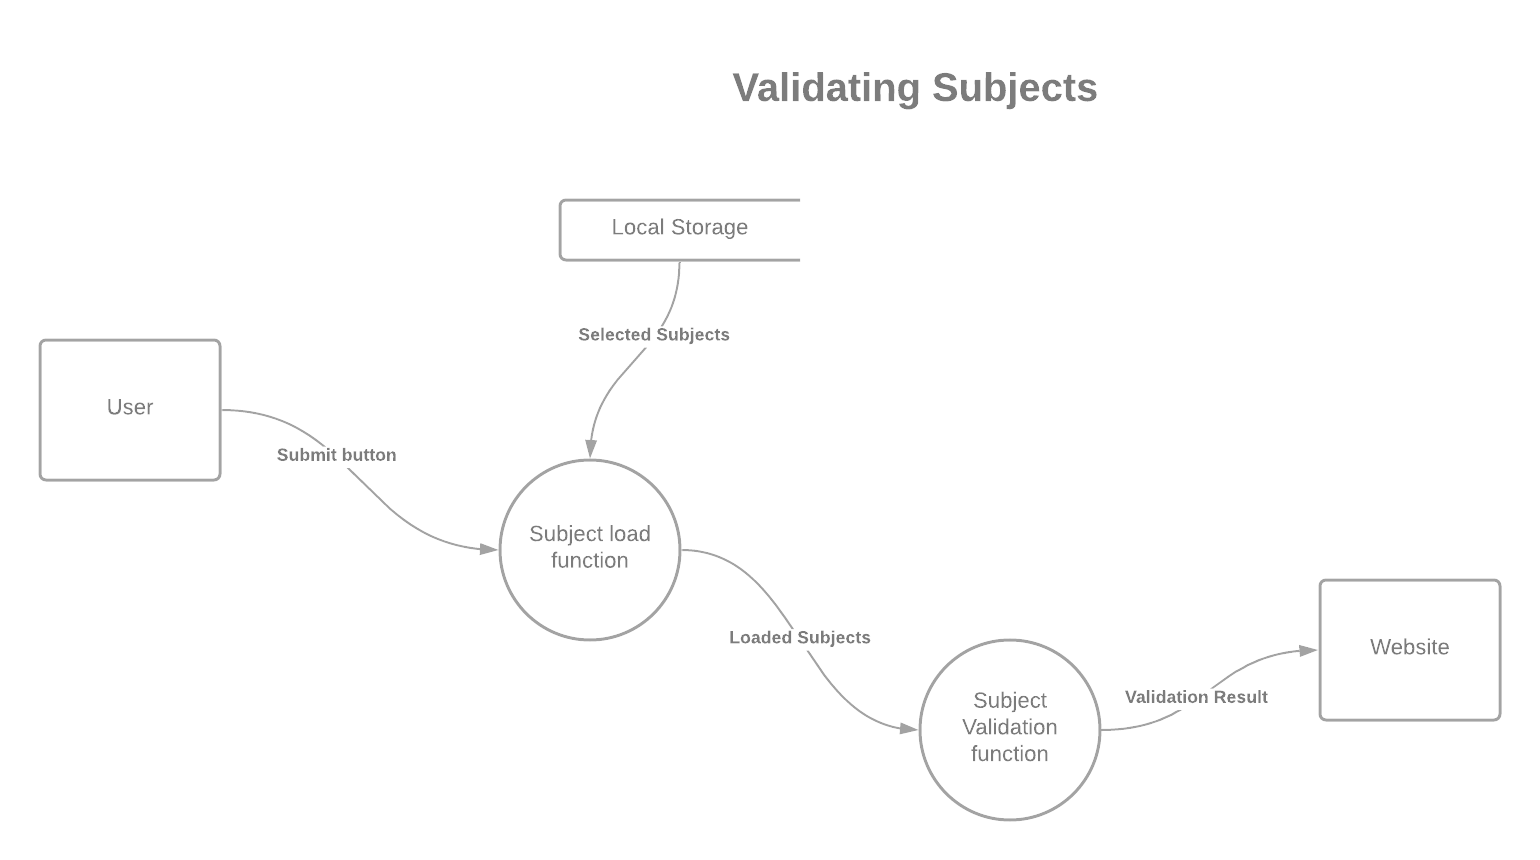 Validating Subjects
Local Storage
Selected Subjects
User
Submit button
Subject load
function
Loaded Subjects
Subject
Validation
function
Validation Result
Website